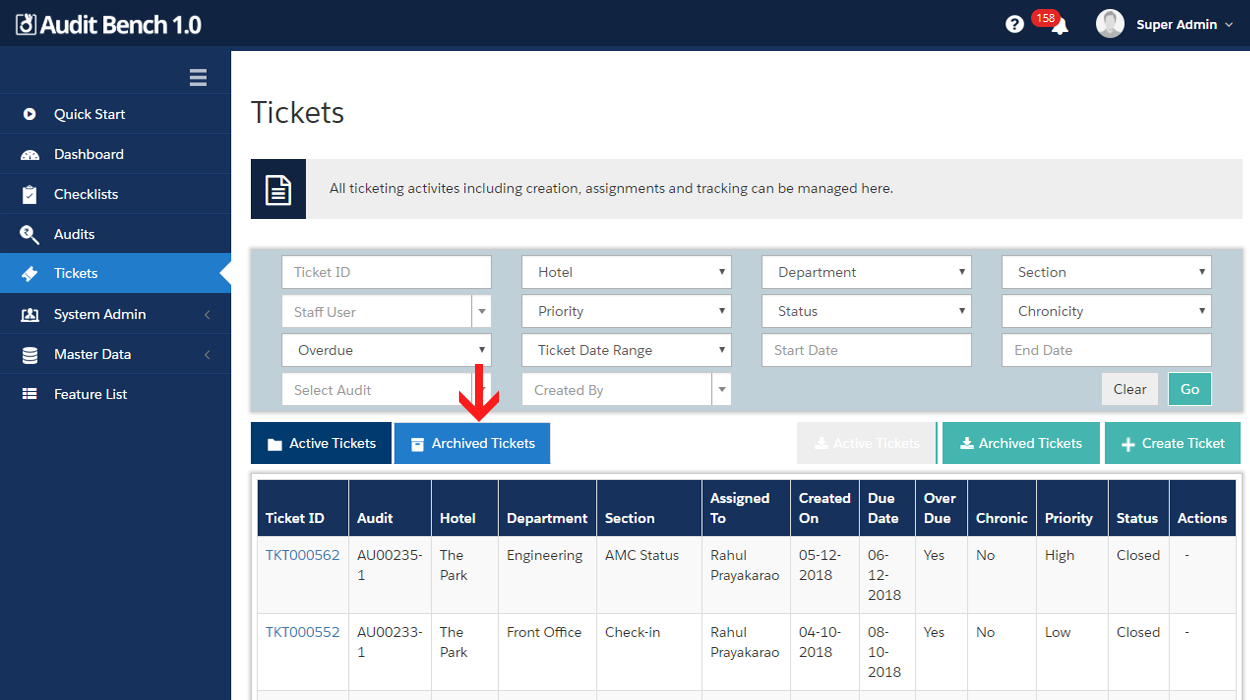 Audit Bench 1.0
?
158
Super Admin
Quick Start
Dashboard
Checklists
Audits
Tickets
System Admin
Master Data
Feature List
Tickets
All ticketing activites including creation, assignments and tracking can be managed here.
Ticket ID
Hotel
Department
Section
Staff User
Priority
Status
Chronicity
Overdue
Ticket Date Range
Start Date
End Date
Select Audit
Created By
Clear
Go
Active Tickets
Archived Tickets
Active Tickets
Archived Tickets
Create Ticket
Ticket ID
Audit
Hotel
Department
Section
Assigned
To
Created
On
Due
Date
Over
Due
Chronic
Priority
Status
Actions
TKT000562
AU00235-
1
The
Park
Engineering
AMC Status
Rahul
Prayakarao
05-12-
2018
06-
12-
2018
Yes
No
High
Closed
-
TKT000552
AU00233-
1
The
Park
Front Office
Check-in
Rahul
Prayakarao
04-10-
2018
08-
10-
2018
Yes
No
Low
Closed
-